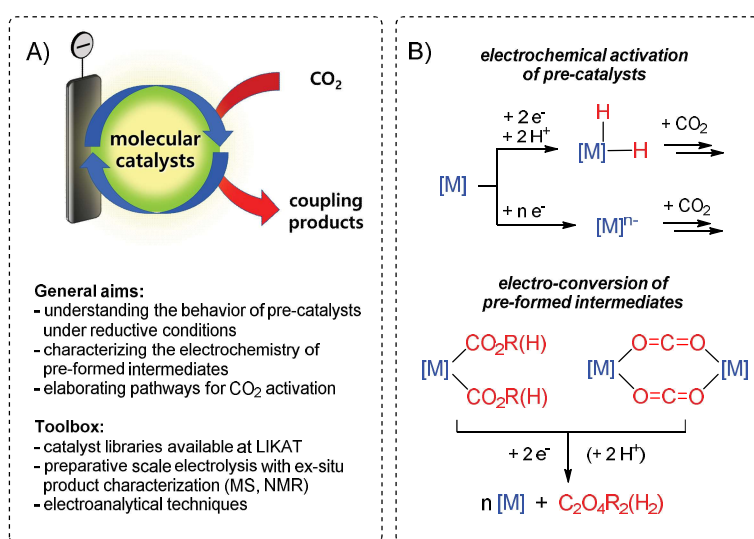 A)
−
CO₂
molecular
catalysts
coupling
products
General aims:
- understanding the behavior of pre-catalysts
under reductive conditions
- characterizing the electrochemistry of
pre-formed intermediates
- elaborating pathways for CO₂ activation
Toolbox:
- catalyst libraries available at LIKAT
- preparative scale electrolysis with ex-situ
product characterization (MS, NMR)
- electroanalytical techniques
B)
electrochemical activation
of pre-catalysts
+ 2 e⁻
+ 2 H⁺
H
[M] H
+ CO₂
[M]
+ n e⁻
[M]ⁿ⁻
+ CO₂
electro-conversion of
pre-formed intermediates
CO₂R(H)
[M]
CO₂R(H)
O=C=O
[M] [M]
O=C=O
+ 2 e⁻ (+ 2 H⁺)
n [M] + C₂O₄R₂(H₂)